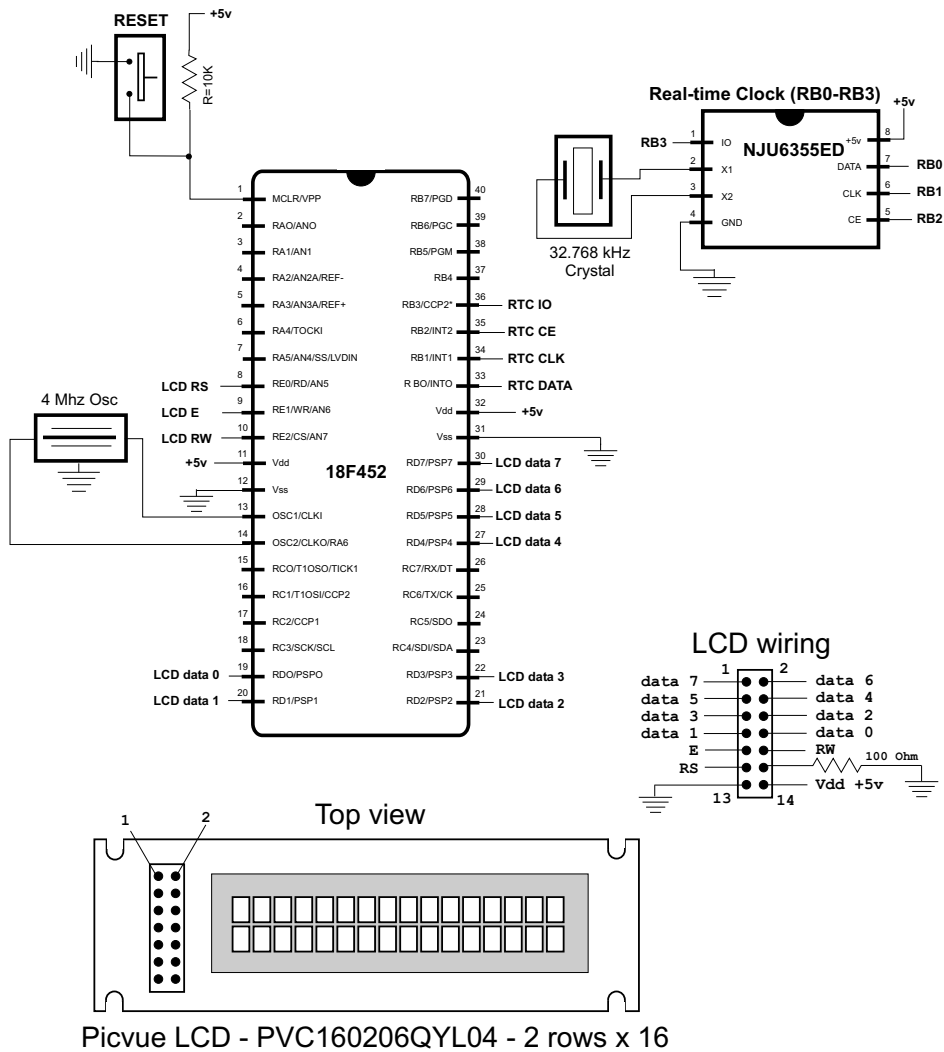 RESET
+5v
R=10K
Real-time Clock (RB0-RB3)
+5v
NJU6355ED
RB3
1
IO
2
X1
3
X2
4
GND
8
+5v
7
DATA
RB0
6
CLK
RB1
5
CE
RB2
32.768 kHz
Crystal
18F452
1
MCLR/VPP
2
RAO/ANO
3
RA1/AN1
4
RA2/AN2A/REF-
5
RA3/AN3A/REF+
6
RA4/TOCKI
7
RA5/AN4/SS/LVDIN
LCD RS
8
RE0/RD/AN5
LCD E
9
RE1/WR/AN6
LCD RW
10
RE2/CS/AN7
+5v
11
Vdd
12
Vss
13
OSC1/CLKI
14
OSC2/CLKO/RA6
15
RCO/T1OSO/TICK1
16
RC1/T1OSI/CCP2
17
RC2/CCP1
18
RC3/SCK/SCL
LCD data 0
19
RDO/PSPO
LCD data 1
20
RD1/PSP1
4 Mhz Osc
RB7/PGD
40
RB6/PGC
39
RB5/PGM
38
RB4
37
RB3/CCP2*
36
RTC IO
RB2/INT2
35
RTC CE
RB1/INT1
34
RTC CLK
R BO/INTO
33
RTC DATA
Vdd
32
+5v
Vss
31
RD7/PSP7
30
LCD data 7
RD6/PSP6
29
LCD data 6
RD5/PSP5
28
LCD data 5
RD4/PSP4
27
LCD data 4
RC7/RX/DT
26
RC6/TX/CK
25
RC5/SDO
24
RC4/SDI/SDA
23
RD3/PSP3
22
LCD data 3
RD2/PSP2
21
LCD data 2
LCD wiring
1
2
data 7
data 6
data 5
data 4
data 3
data 2
data 1
data 0
E
RW
RS
100 Ohm
Vdd +5v
13
14
Top view
1
2
Picvue LCD - PVC160206QYL04 - 2 rows x 16